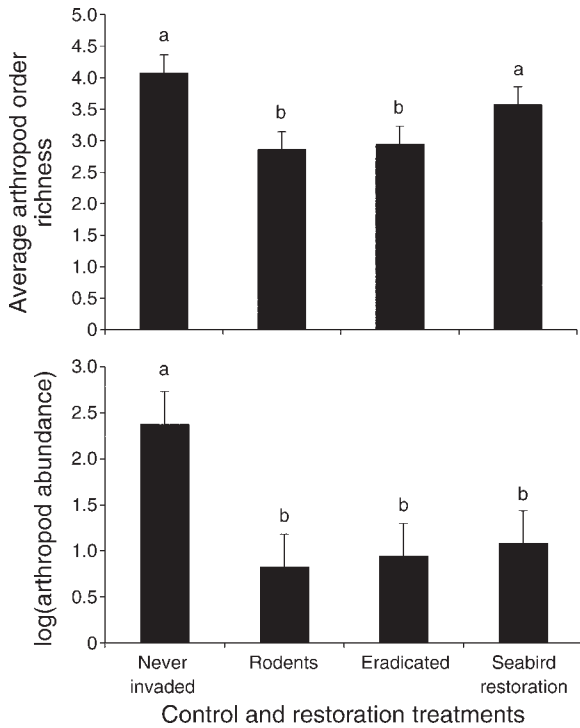 5.0
4.5
4.0
3.5
3.0
2.5
2.0
1.5
1.0
0.5
0
Average arthropod order
richness
a
b
b
a
3.0
2.5
2.0
1.5
1.0
0.5
0
log(arthropod abundance)
a
b
b
b
Never
invaded
Rodents
Eradicated
Seabird
restoration
Control and restoration treatments